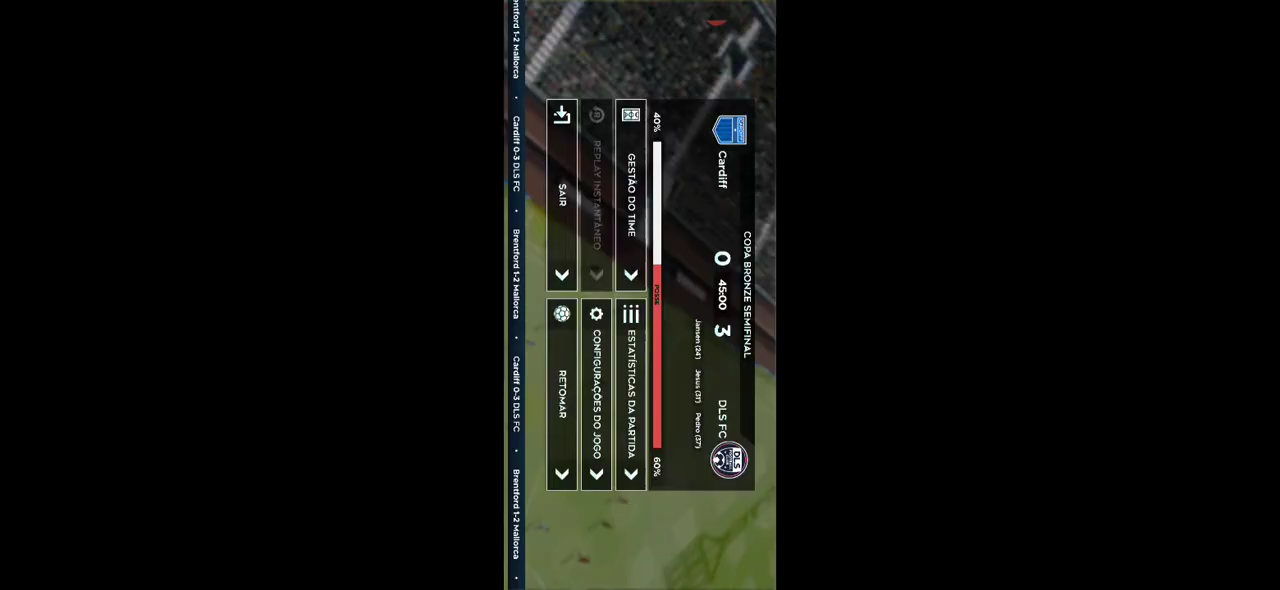 COPA BRONZE SEMIFINAL
Cardiff 0 45:00 3 DLS FC
Jansen (24') Jesus (31') Pedro (37')
40% POSSE 60%
GESTÃO DO TIME
ESTATÍSTICAS DA PARTIDA
REPLAY INSTANTÂNEO
CONFIGURAÇÕES DO JOGO
SAIR
RETOMAR
entford 1-2 Mallorca • Cardiff 0-3 DLS FC • Brentford 1-2 Mallorca • Cardiff 0-3 DLS FC • Brentford 1-2 Mallorca •